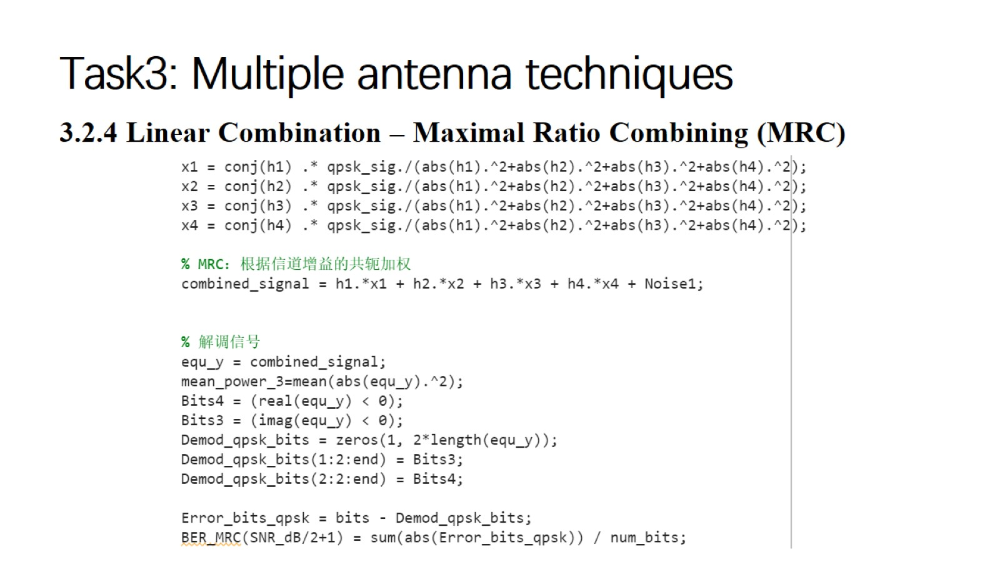 Task3: Multiple antenna techniques
3.2.4 Linear Combination – Maximal Ratio Combining (MRC)
x1 = conj(h1) .* qpsk_sig./(abs(h1).^2+abs(h2).^2+abs(h3).^2+abs(h4).^2);
x2 = conj(h2) .* qpsk_sig./(abs(h1).^2+abs(h2).^2+abs(h3).^2+abs(h4).^2);
x3 = conj(h3) .* qpsk_sig./(abs(h1).^2+abs(h2).^2+abs(h3).^2+abs(h4).^2);
x4 = conj(h4) .* qpsk_sig./(abs(h1).^2+abs(h2).^2+abs(h3).^2+abs(h4).^2);
% MRC: 根据信道增益的共轭加权
combined_signal = h1.*x1 + h2.*x2 + h3.*x3 + h4.*x4 + Noise1;
% 解调信号
equ_y = combined_signal;
mean_power_3=mean(abs(equ_y).^2);
Bits4 = (real(equ_y) < 0);
Bits3 = (imag(equ_y) < 0);
Demod_qpsk_bits = zeros(1, 2*length(equ_y));
Demod_qpsk_bits(1:2:end) = Bits3;
Demod_qpsk_bits(2:2:end) = Bits4;
Error_bits_qpsk = bits - Demod_qpsk_bits;
BER_MRC(SNR_dB/2+1) = sum(abs(Error_bits_qpsk)) / num_bits;